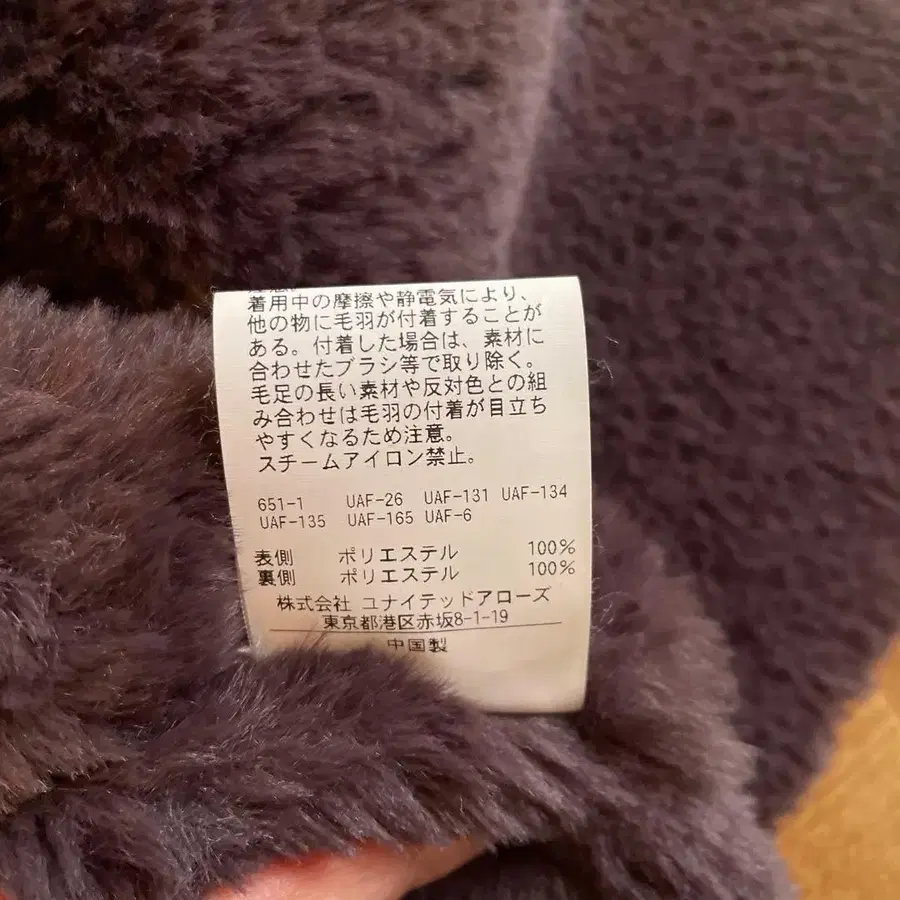 着用中の摩擦や静電気により、
他の物に毛羽が付着することが
ある。付着した場合は、素材に
合わせたブラシ等で取り除く。
毛足の長い素材や反対色との組
み合わせは毛羽の付着が目立ち
やすくなるため注意。
スチームアイロン禁止。
651-1 UAF-26 UAF-131 UAF-134
UAF-135 UAF-165 UAF-6
表側 ポリエステル 100%
裏側 ポリエステル 100%
株式会社 ユナイテッドアローズ
東京都港区赤坂8-1-19
中国製